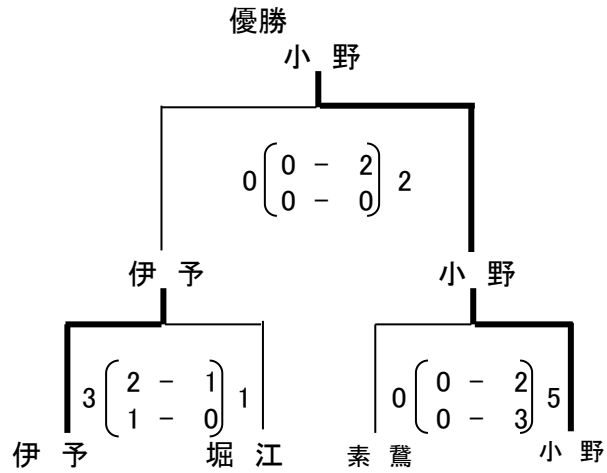 優勝
小 野
0 0 - 2 2
0 - 0
伊 予
小 野
3 2 - 1 1
1 - 0
0 0 - 2 5
0 - 3
伊 予
堀 江
素 鵞
小 野